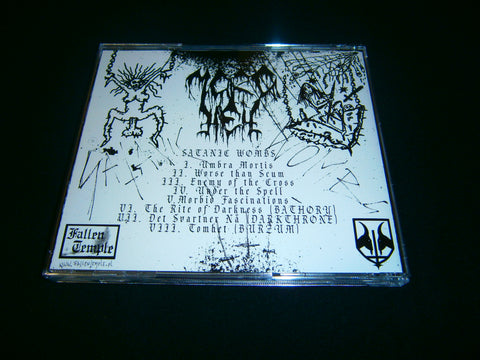 SATANIC WOMBS
I. Umbra Mortis
II. Worse than Scum
III. Enemy of the Cross
IV. Under the Spell
V. Morbid Fascinations
VI. The Rite of Darkness [BATHORY]
VII. Det Svartner Nå [DARKTHRONE]
VIII. Tomhet [BURZUM]
Fallen
Temple